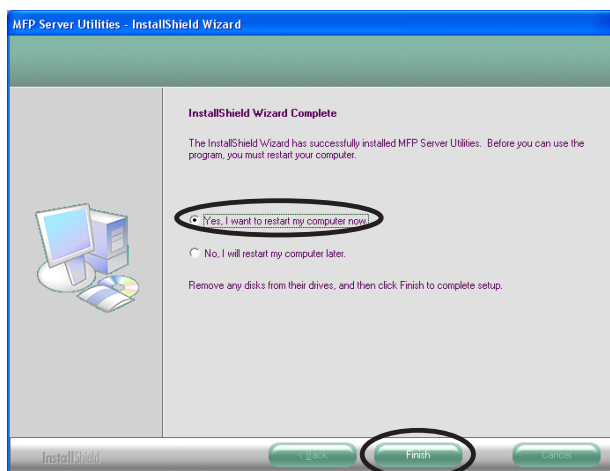 MFP Server Utilities - InstallShield Wizard
InstallShield Wizard Complete
The InstallShield Wizard has successfully installed MFP Server Utilities. Before you can use the
program, you must restart your computer.
Yes, I want to restart my computer now.
No, I will restart my computer later.
Remove any disks from their drives, and then click Finish to complete setup.
InstallShield
< Back
Finish
Cancel